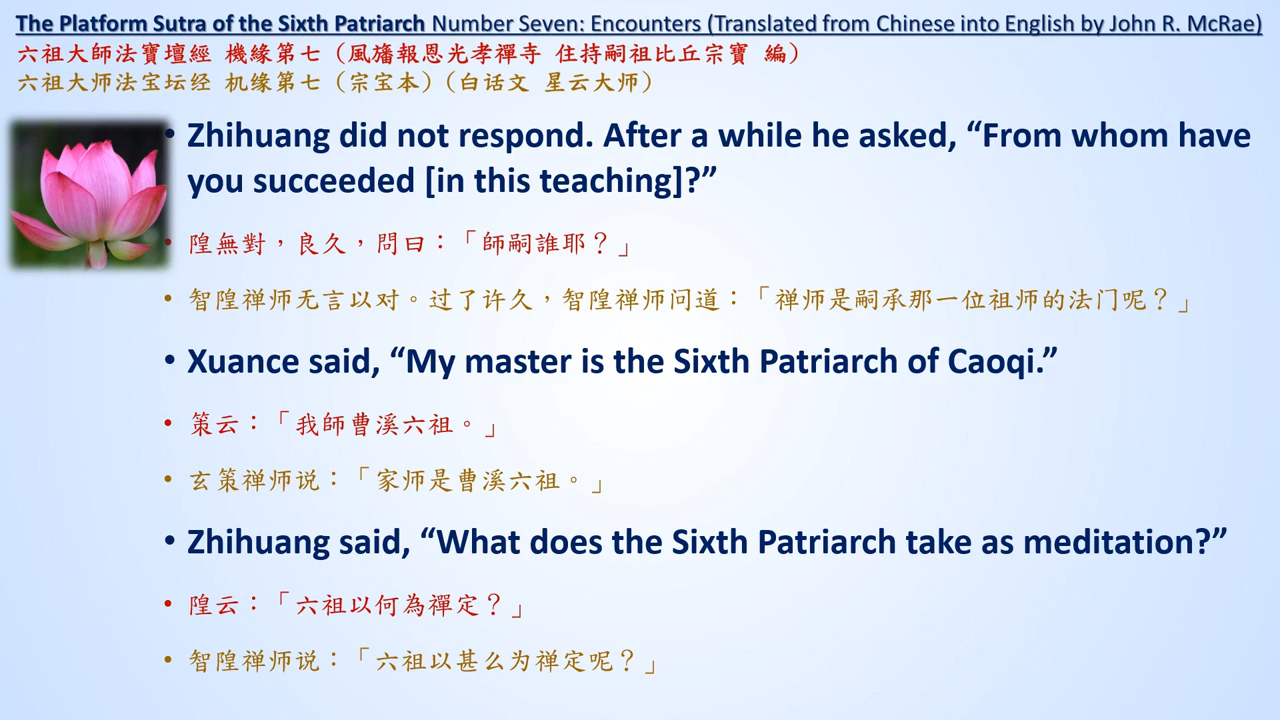 The Platform Sutra of the Sixth Patriarch Number Seven: Encounters (Translated from Chinese into English by John R. McRae)
六祖大師法寶壇經 機緣第七（風旛報恩光孝禪寺 住持嗣祖比丘宗寶 編）
六祖大师法宝坛经 机缘第七（宗宝本）（白话文 星云大师）
• Zhihuang did not respond. After a while he asked, “From whom have
you succeeded [in this teaching]?”
• 隍無對，良久，問曰：「師嗣誰耶？」
• 智隍禅师无言以对。过了许久，智隍禅师问道：「禅师是嗣承那一位祖师的法门呢？」
• Xuance said, “My master is the Sixth Patriarch of Caoqi.”
• 策云：「我師曹溪六祖。」
• 玄策禅师说：「家师是曹溪六祖。」
• Zhihuang said, “What does the Sixth Patriarch take as meditation?”
• 隍云：「六祖以何為禪定？」
• 智隍禅师说：「六祖以甚么为禅定呢？」